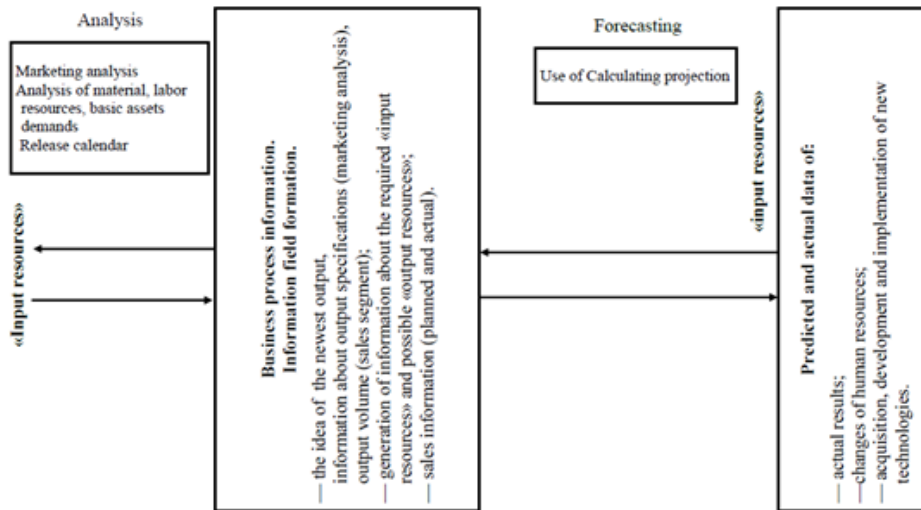 Analysis
Marketing analysis
Analysis of material, labor
resources, basic assets
demands
Release calendar
«Input resources»
Business process information.
Information field formation.
— the idea of the newest output,
information about output specifications (marketing analysis),
output volume (sales segment);
— generation of information about the required «input
resources» and possible «output resources»;
— sales information (planned and actual).
Forecasting
Use of Calculating projection
«input resources»
Predicted and actual data of:
— actual results;
— changes of human resources;
— acquisition, development and implementation of new
technologies.